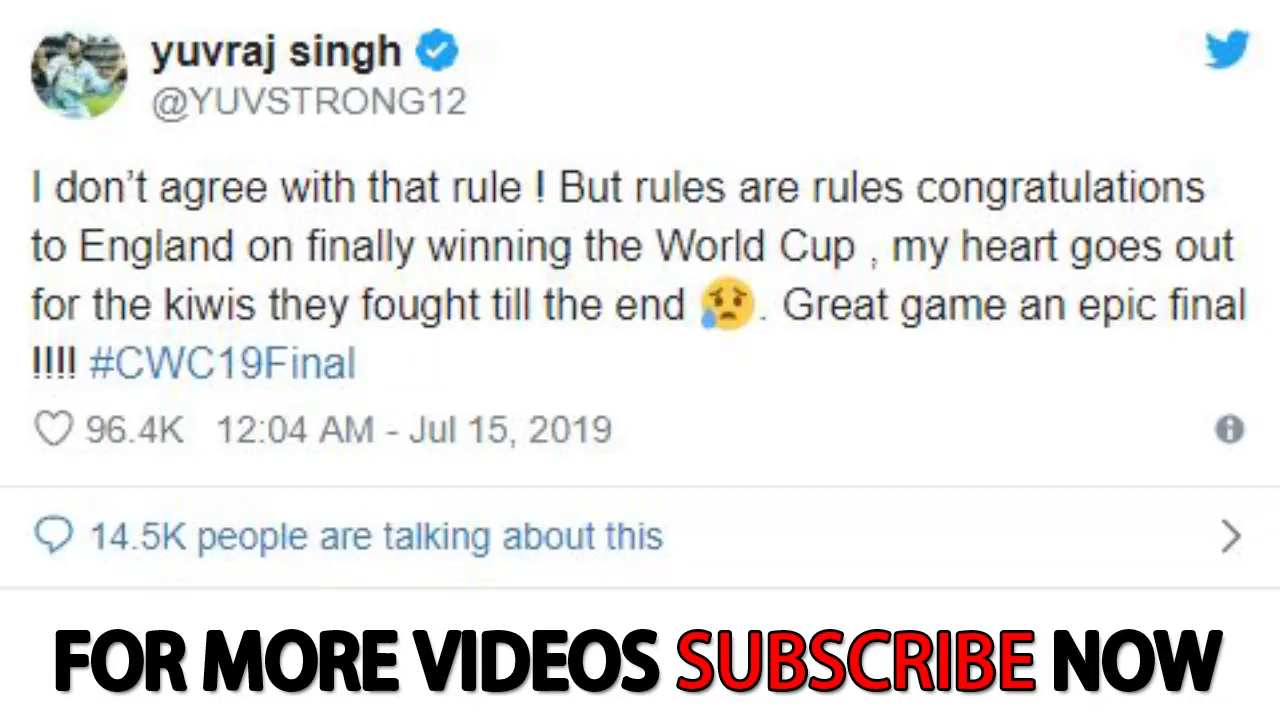 yuvraj singh
@YUVSTRONG12
I don't agree with that rule ! But rules are rules congratulations
to England on finally winning the World Cup , my heart goes out
for the kiwis they fought till the end 😥. Great game an epic final
!!!! #CWC19Final
96.4K 12:04 AM - Jul 15, 2019
14.5K people are talking about this
FOR MORE VIDEOS SUBSCRIBE NOW